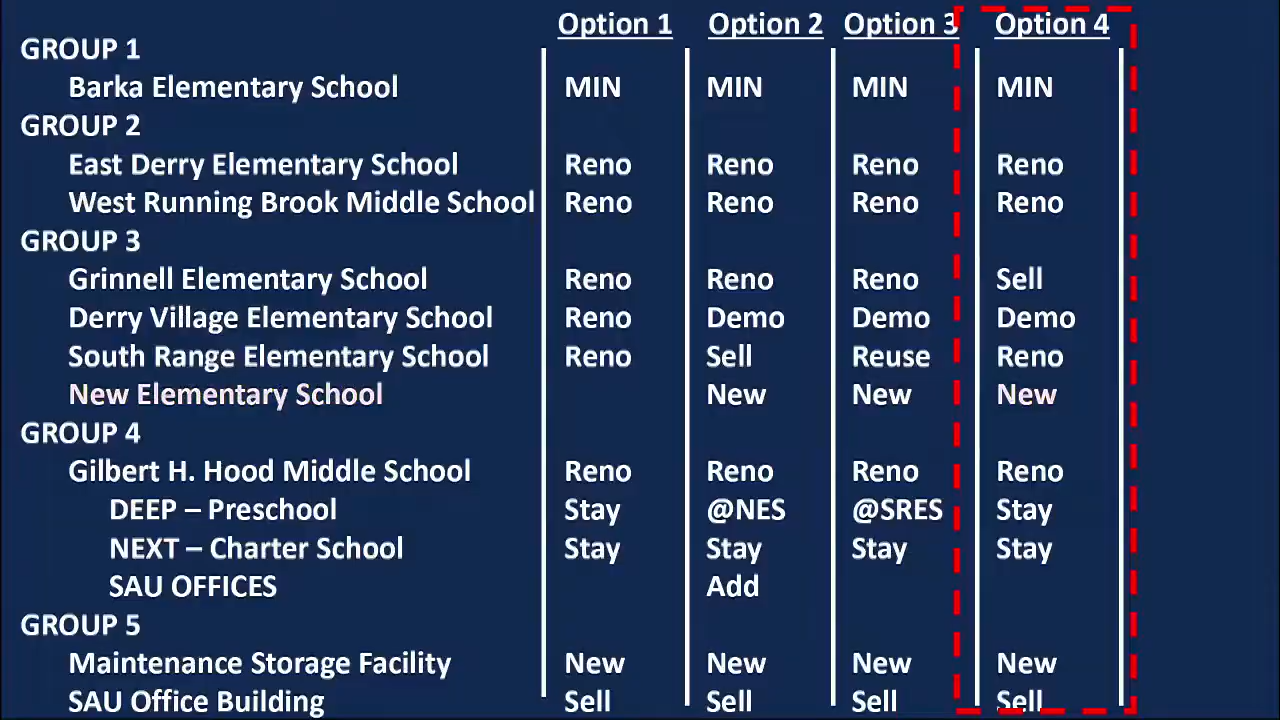 Option 1 Option 2 Option 3 Option 4
GROUP 1
Barka Elementary School MIN MIN MIN MIN
GROUP 2
East Derry Elementary School Reno Reno Reno Reno
West Running Brook Middle School Reno Reno Reno Reno
GROUP 3
Grinnell Elementary School Reno Reno Reno Sell
Derry Village Elementary School Reno Demo Demo Demo
South Range Elementary School Reno Sell Reuse Reno
New Elementary School New New New
GROUP 4
Gilbert H. Hood Middle School Reno Reno Reno Reno
DEEP – Preschool Stay @NES @SRES Stay
NEXT – Charter School Stay Stay Stay Stay
SAU OFFICES Add
GROUP 5
Maintenance Storage Facility New New New New
SAU Office Building Sell Sell Sell Sell